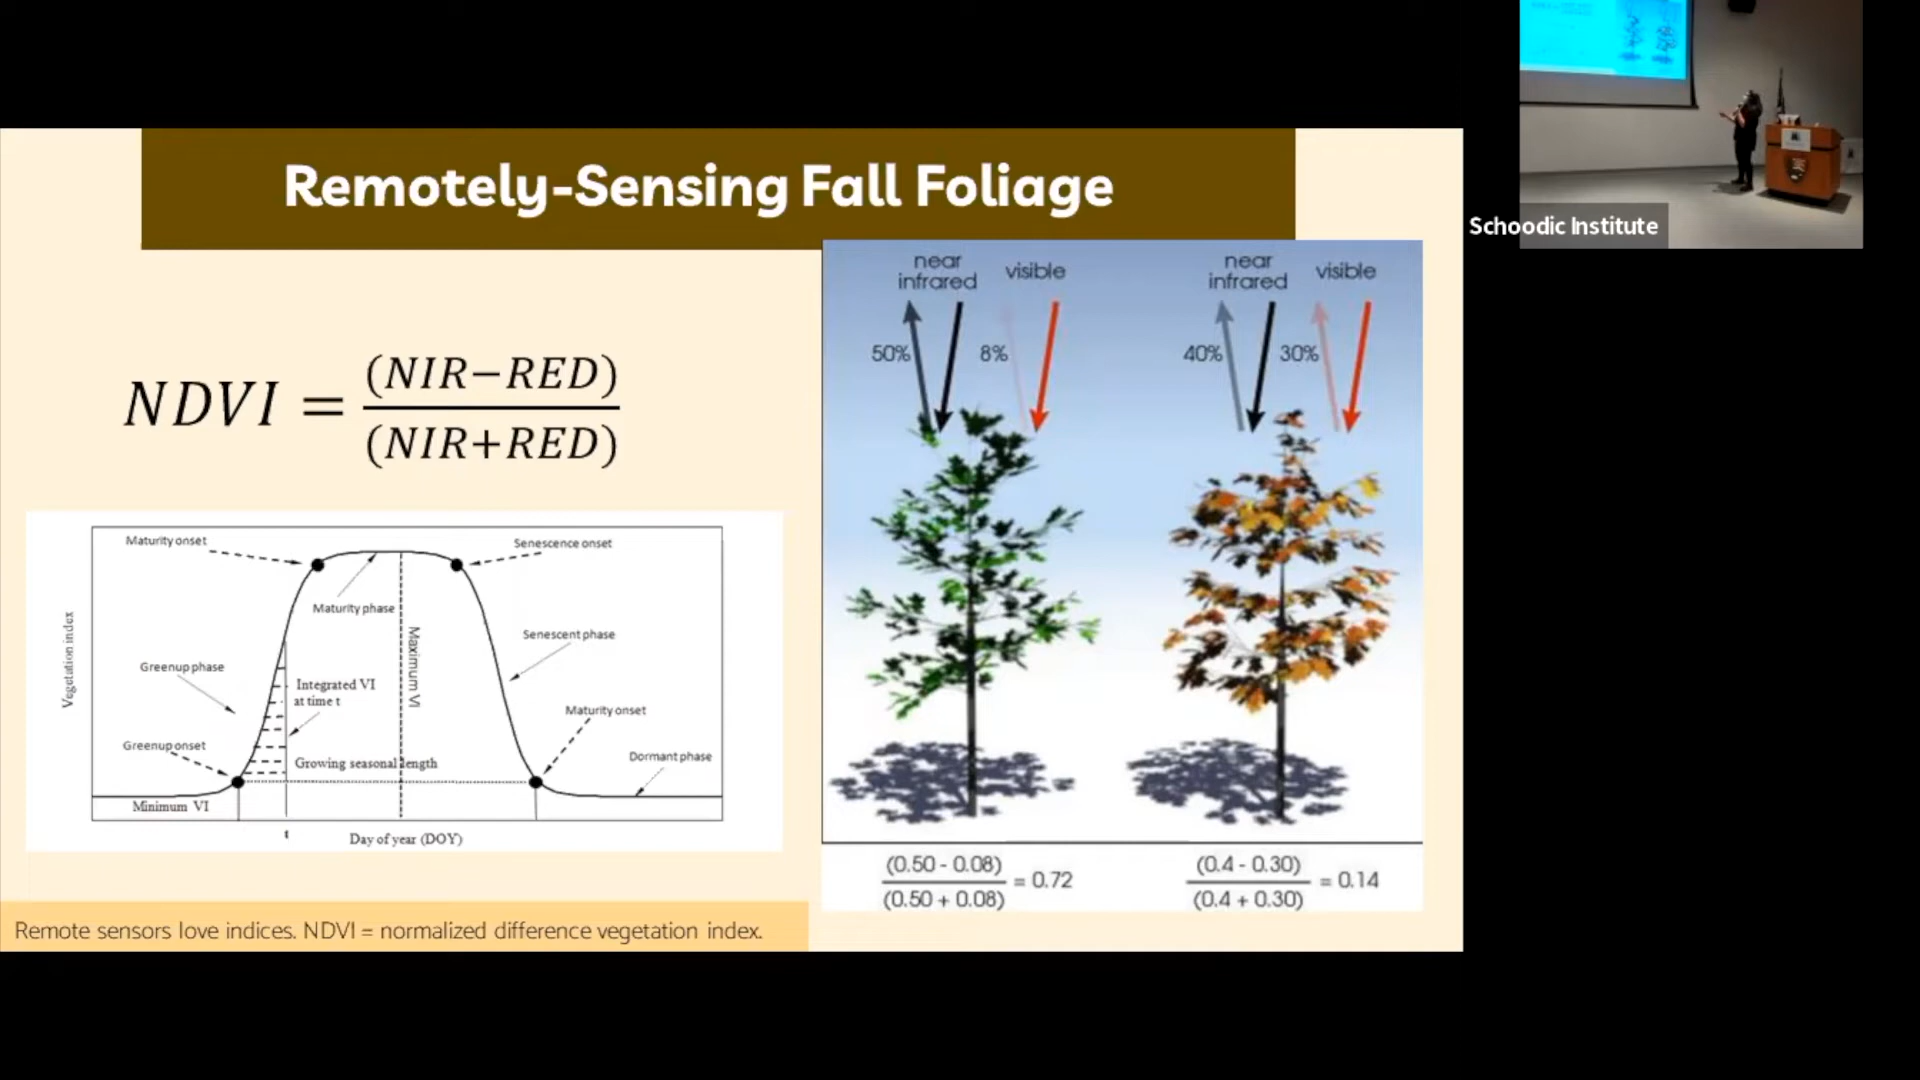 Remotely-Sensing Fall Foliage
Schoodic Institute
NDVI = (NIR−RED)
(NIR+RED)
near
infrared
visible
50%
8%
near
infrared
visible
40%
30%
Maturity onset
Senescence onset
Maturity phase
Maximum VI
Senescent phase
Vegetation index
Greenup phase
Integrated VI
at time t
Maturity onset
Greenup onset
Growing seasonal length
Dormant phase
Minimum VI
t
Day of year (DOY)
(0.50 - 0.08)
(0.50 + 0.08)
= 0.72
(0.4 - 0.30)
(0.4 + 0.30)
= 0.14
Remote sensors love indices. NDVI = normalized difference vegetation index.